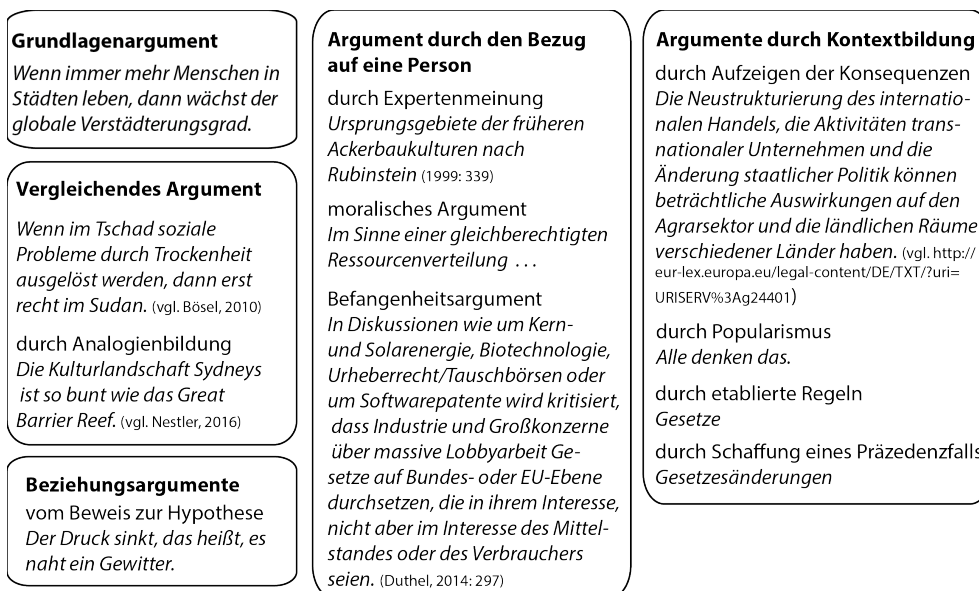 Grundlagenargument
Wenn immer mehr Menschen in
Städten leben, dann wächst der
globale Verstädterungsgrad.
Vergleichendes Argument
Wenn im Tschad soziale
Probleme durch Trockenheit
ausgelöst werden, dann erst
recht im Sudan. (vgl. Bösel, 2010)
durch Analogienbildung
Die Kulturlandschaft Sydneys
ist so bunt wie das Great
Barrier Reef. (vgl. Nestler, 2016)
Beziehungsargumente
vom Beweis zur Hypothese
Der Druck sinkt, das heißt, es
naht ein Gewitter.
Argument durch den Bezug
auf eine Person
durch Expertenmeinung
Ursprungsgebiete der früheren
Ackerbaukulturen nach
Rubinstein (1999: 339)
moralisches Argument
Im Sinne einer gleichberechtigten
Ressourcenverteilung ...
Befangenheitsargument
In Diskussionen wie um Kern-
und Solarenergie, Biotechnologie,
Urheberrecht/Tauschbörsen oder
um Softwarepatente wird kritisiert,
dass Industrie und Großkonzerne
über massive Lobbyarbeit Ge-
setze auf Bundes- oder EU-Ebene
durchsetzen, die in ihrem Interesse,
nicht aber im Interesse des Mittel-
standes oder des Verbrauchers
seien. (Duthel, 2014: 297)
Argumente durch Kontextbildung
durch Aufzeigen der Konsequenzen
Die Neustrukturierung des internatio-
nalen Handels, die Aktivitäten trans-
nationaler Unternehmen und die
Änderung staatlicher Politik können
beträchtliche Auswirkungen auf den
Agrarsektor und die ländlichen Räume
verschiedener Länder haben. (vgl. http://
eur-lex.europa.eu/legal-content/DE/TXT/?uri=
URISERV%3Ag24401)
durch Popularismus
Alle denken das.
durch etablierte Regeln
Gesetze
durch Schaffung eines Präzedenzfalls
Gesetzesänderungen